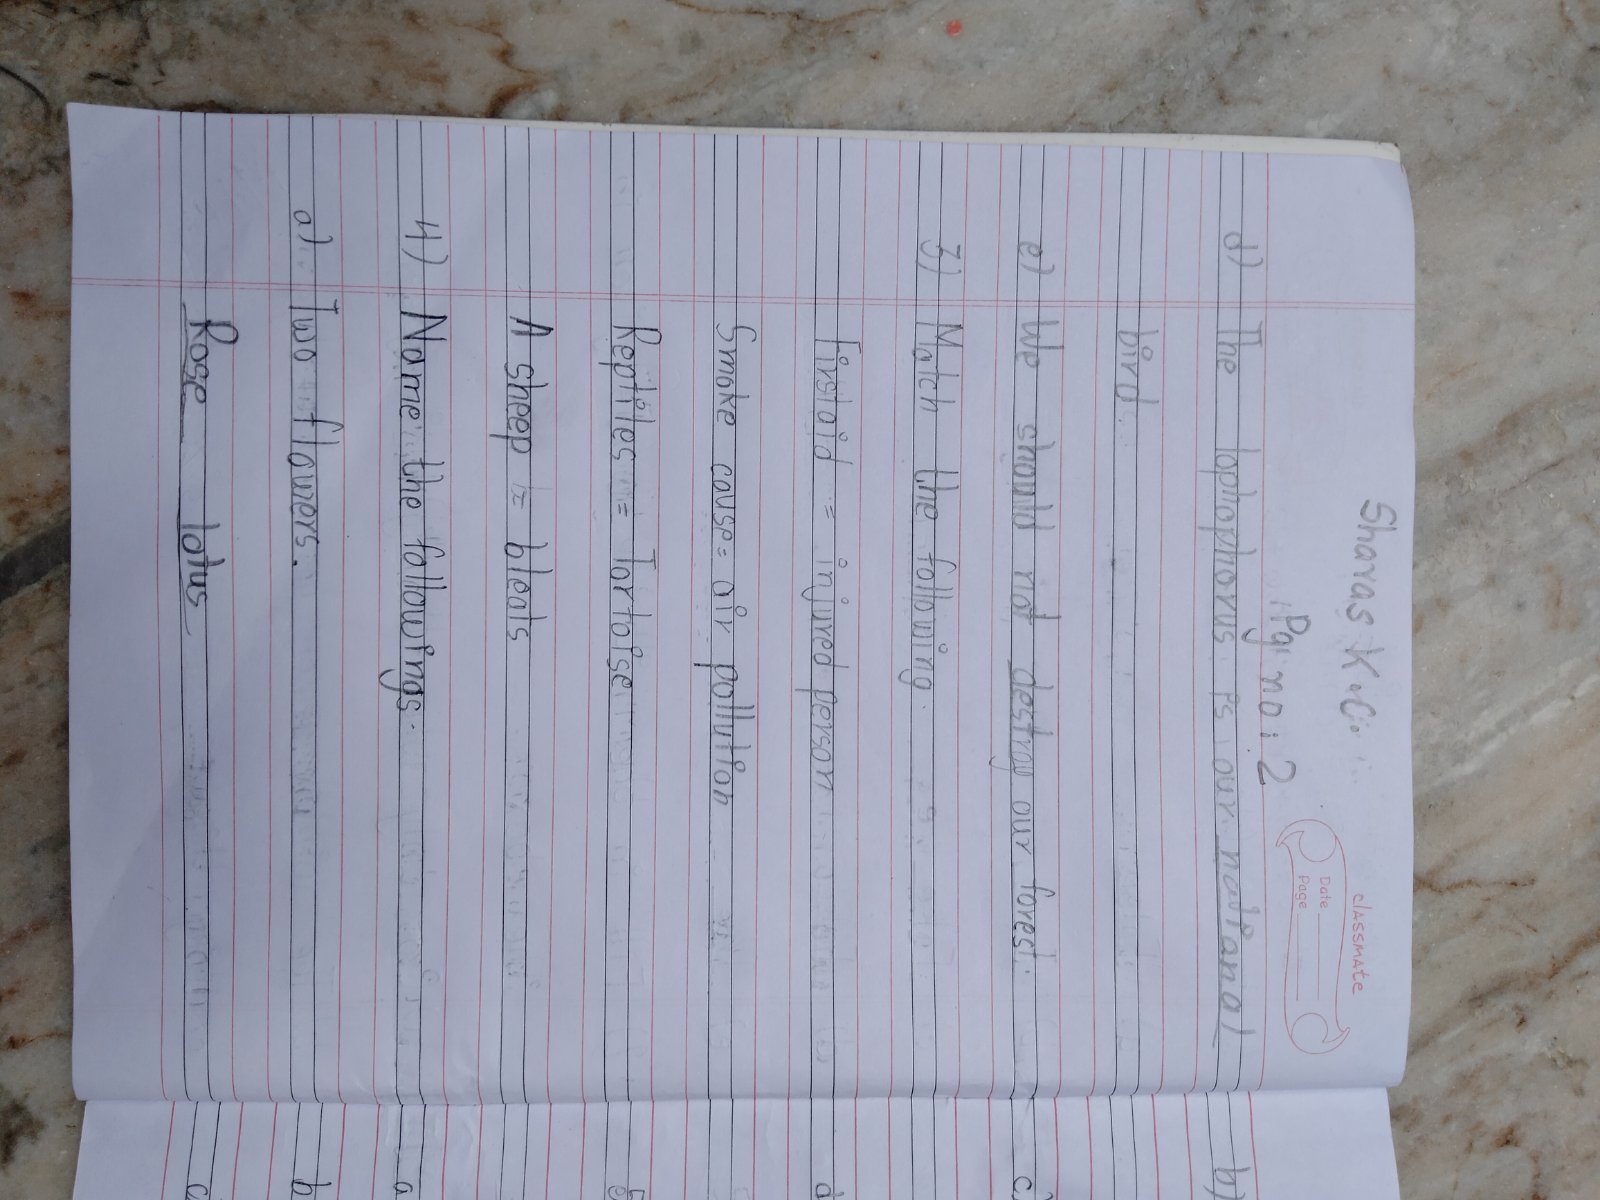 Sharas K.C.
Pg no: 2
classmate
Date
Page
d) The lophophorus is our national
bird.
e) We should not destroy our forest.
3) Match the following.
Firstaid = injured person
Smoke cause = air pollution
Reptiles = Tortoise
A sheep = bleats
4) Name the followings.
a) Two flowers.
Rose lotus
b)
c)
d
a
b